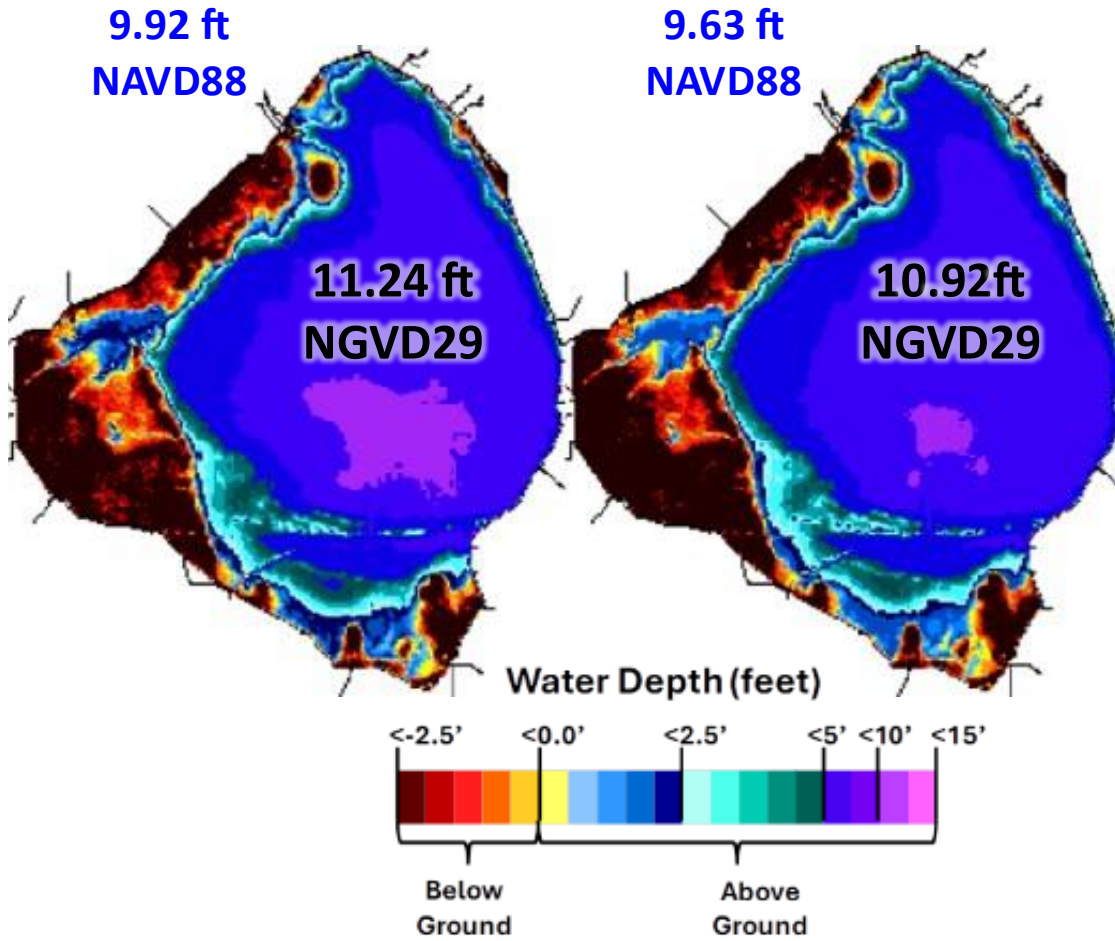 9.92 ft
NAVD88
9.63 ft
NAVD88
11.24 ft
NGVD29
10.92ft
NGVD29
Water Depth (feet)
<-2.5’ <0.0’ <2.5’ <5’ <10’ <15’
Below
Ground
Above
Ground